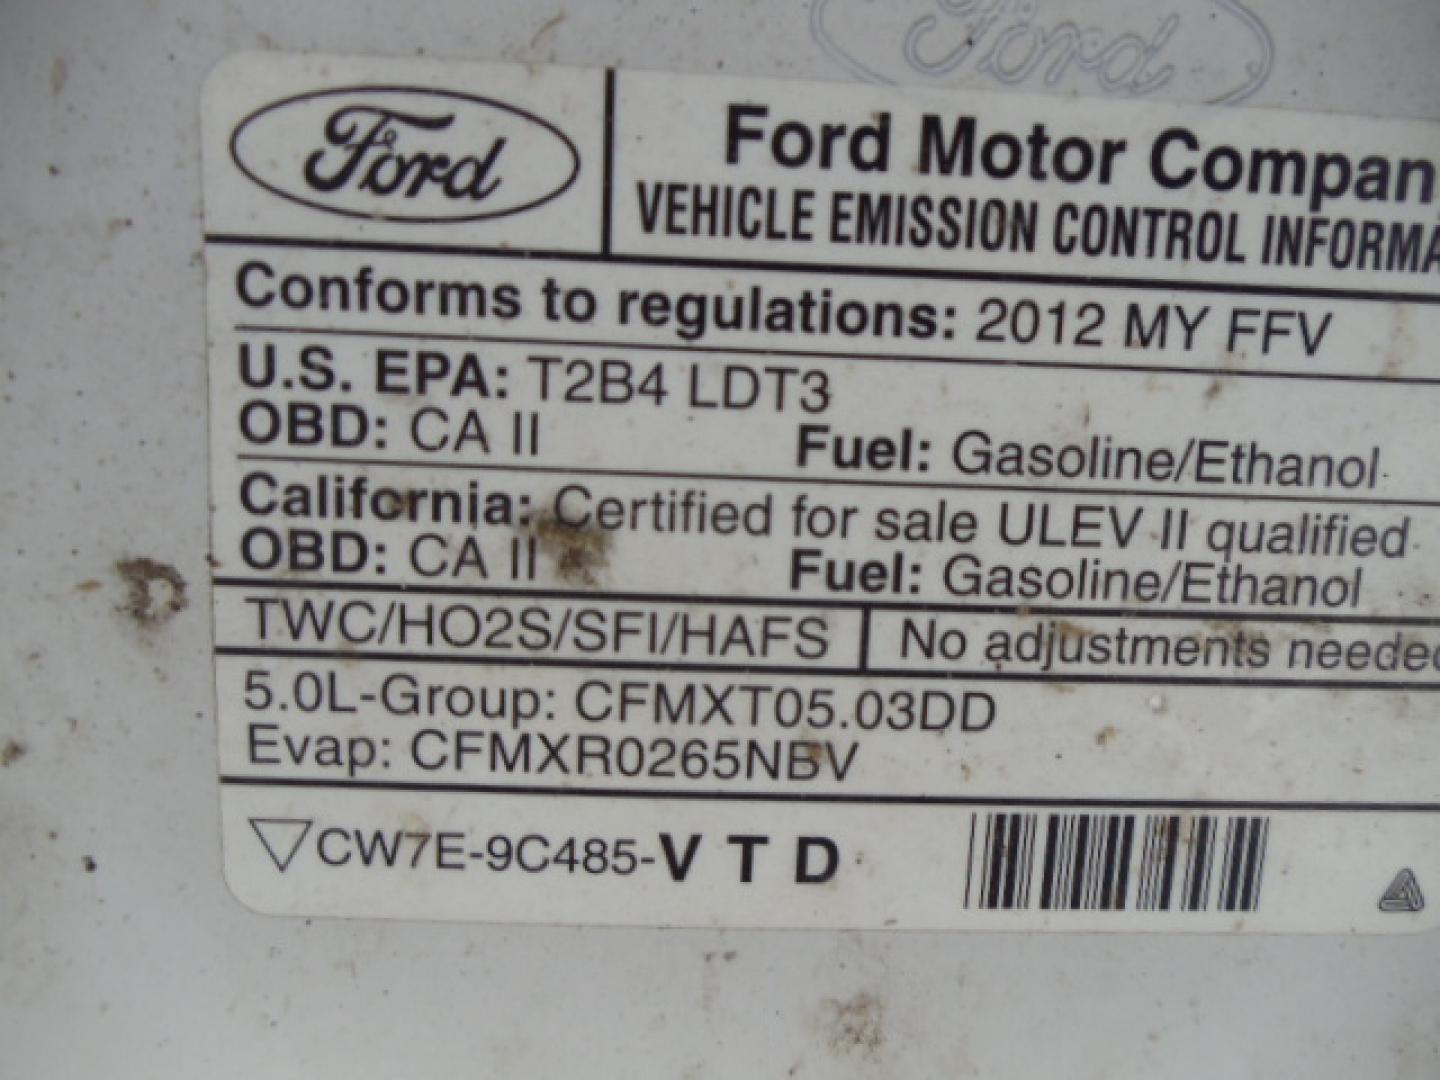 Ford
Ford
Ford Motor Compan
VEHICLE EMISSION CONTROL INFORMA
Conforms to regulations: 2012 MY FFV
U.S. EPA: T2B4 LDT3
OBD: CA II Fuel: Gasoline/Ethanol
California: Certified for sale ULEV II qualified
OBD: CA II Fuel: Gasoline/Ethanol
TWC/HO2S/SFI/HAFS No adjustments needed
5.0L-Group: CFMXT05.03DD
Evap: CFMXR0265NBV
▽CW7E-9C485-V T D